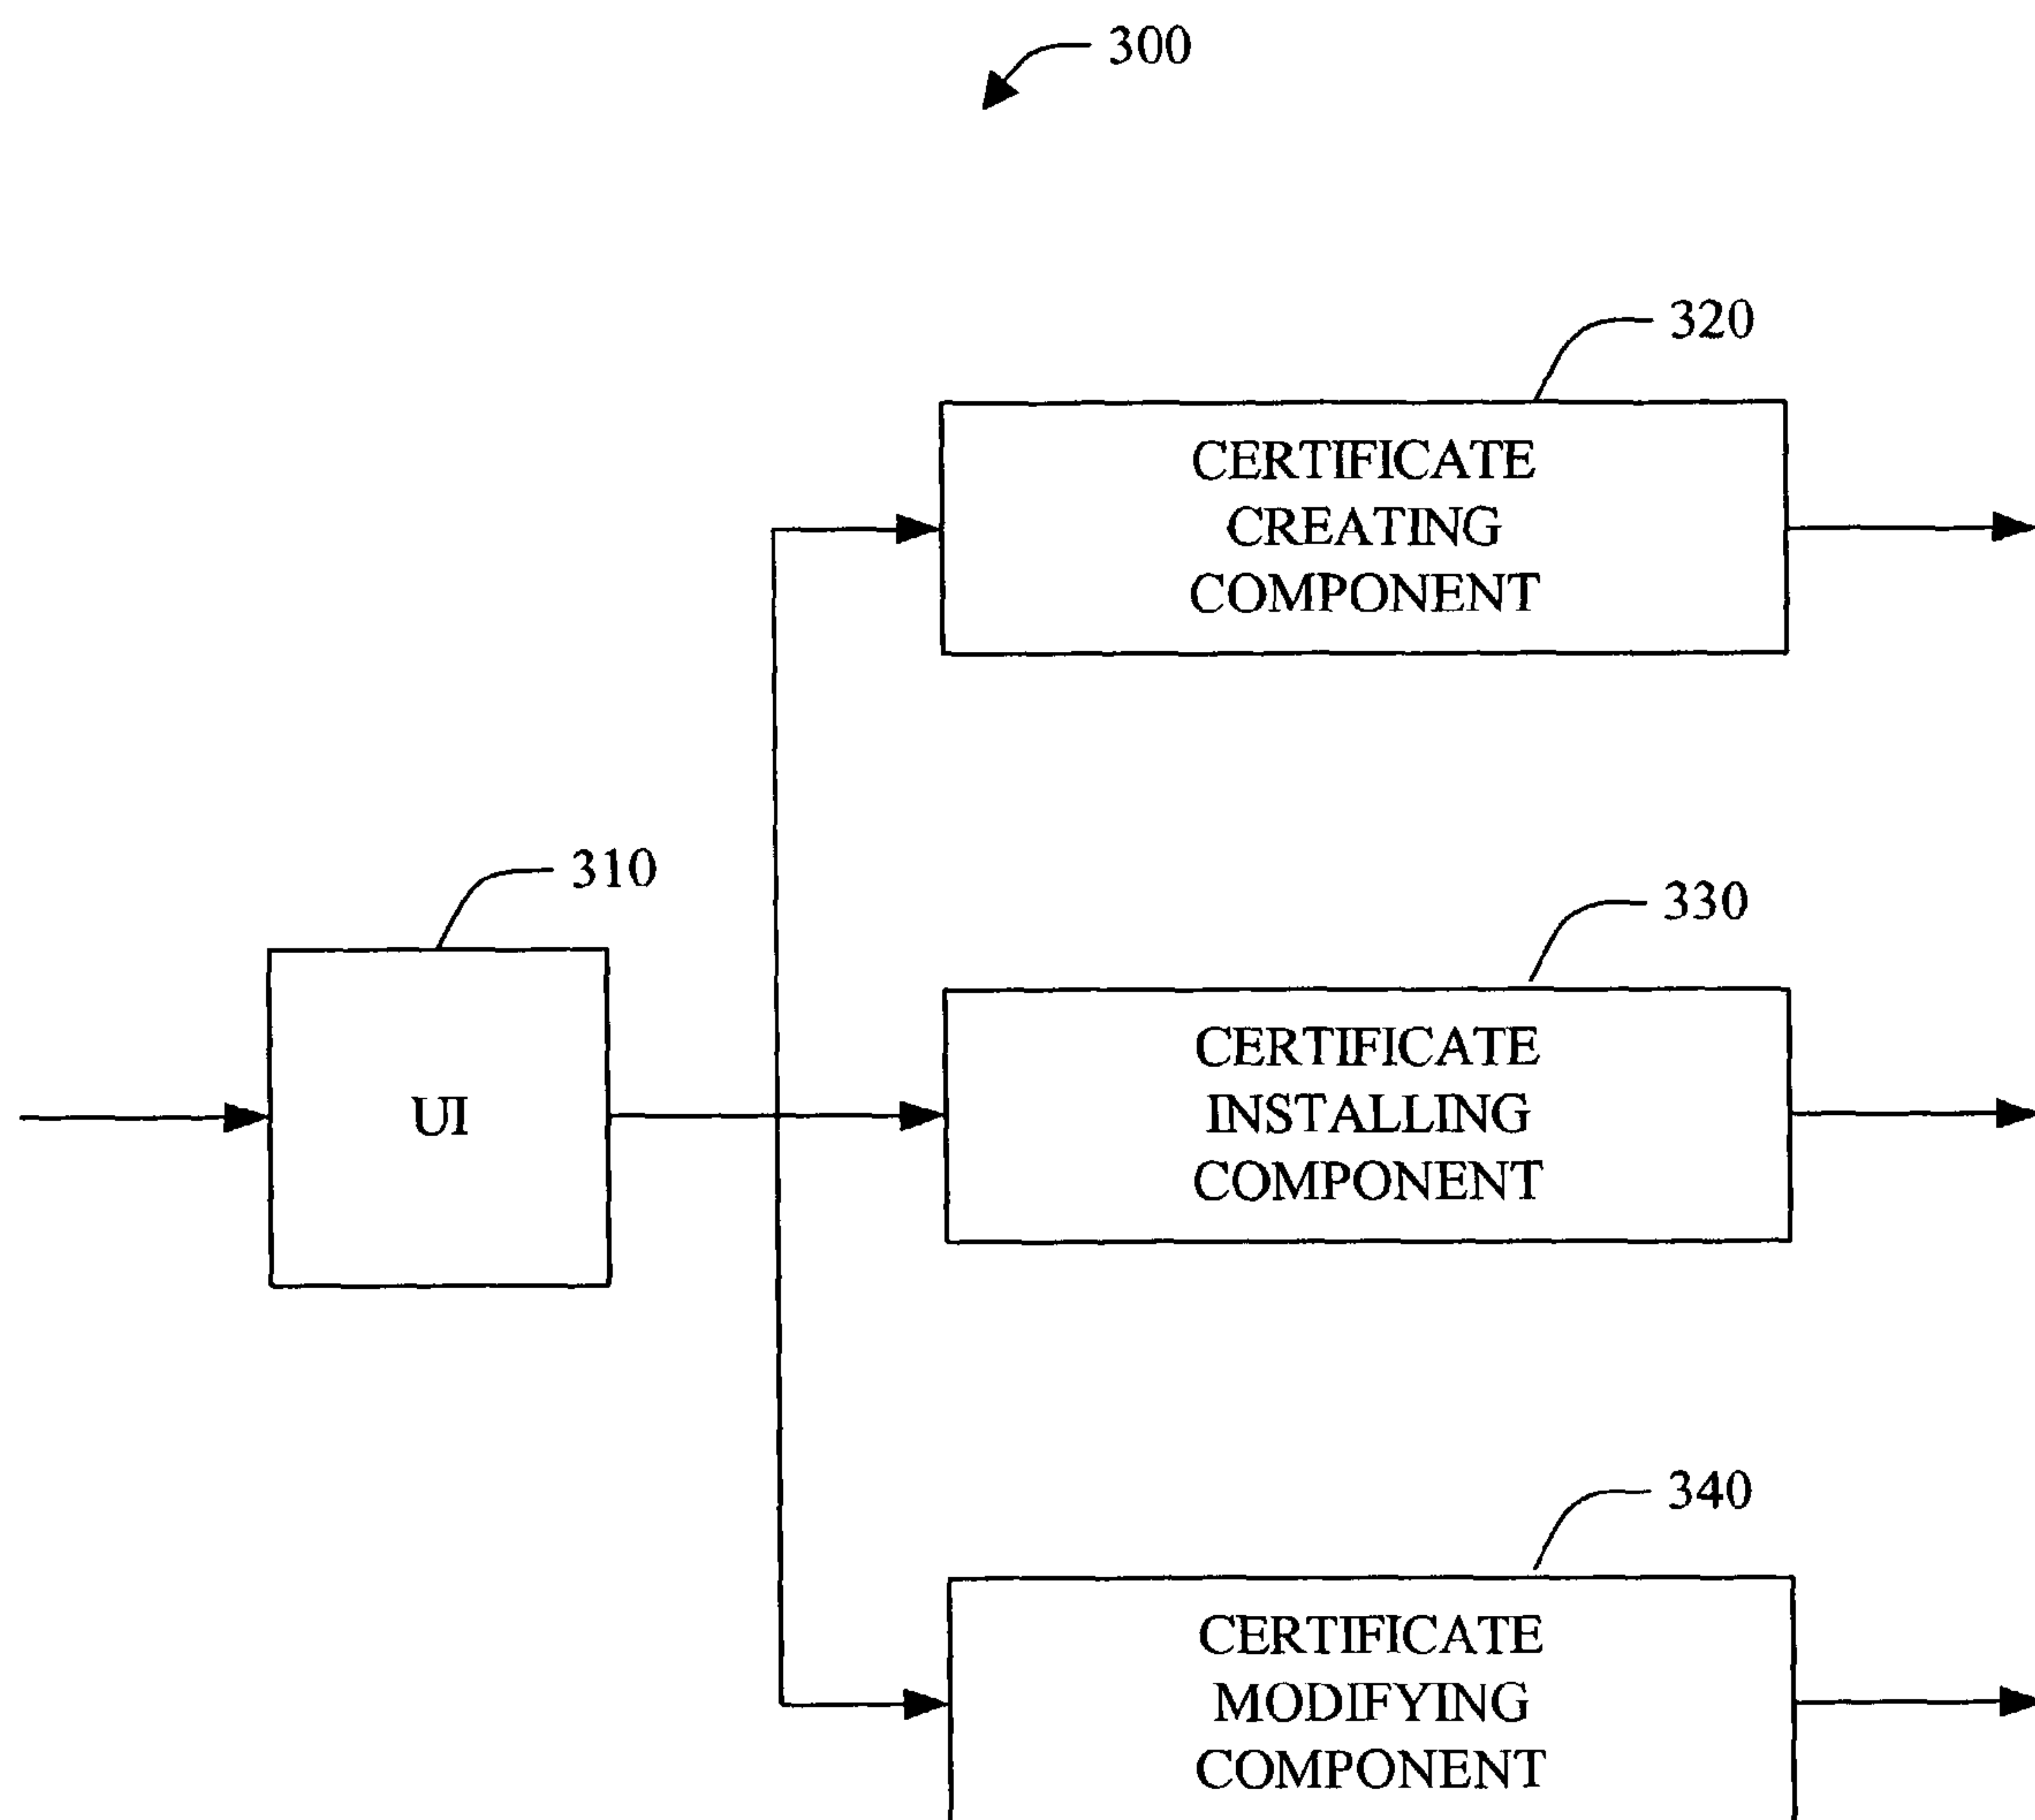 300
320
CERTIFICATE
CREATING
COMPONENT
310
UI
330
CERTIFICATE
INSTALLING
COMPONENT
340
CERTIFICATE
MODIFYING
COMPONENT